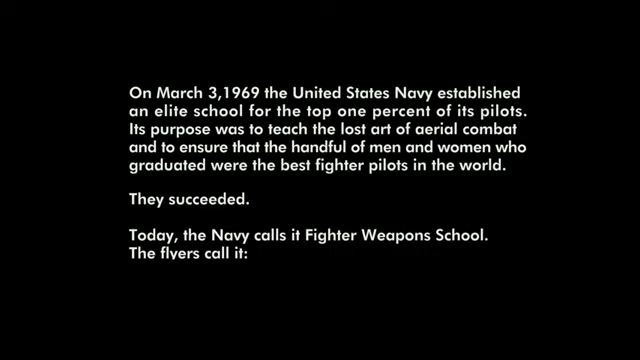 On March 3,1969 the United States Navy established
an elite school for the top one percent of its pilots.
Its purpose was to teach the lost art of aerial combat
and to ensure that the handful of men and women who
graduated were the best fighter pilots in the world.
They succeeded.
Today, the Navy calls it Fighter Weapons School.
The flyers call it: